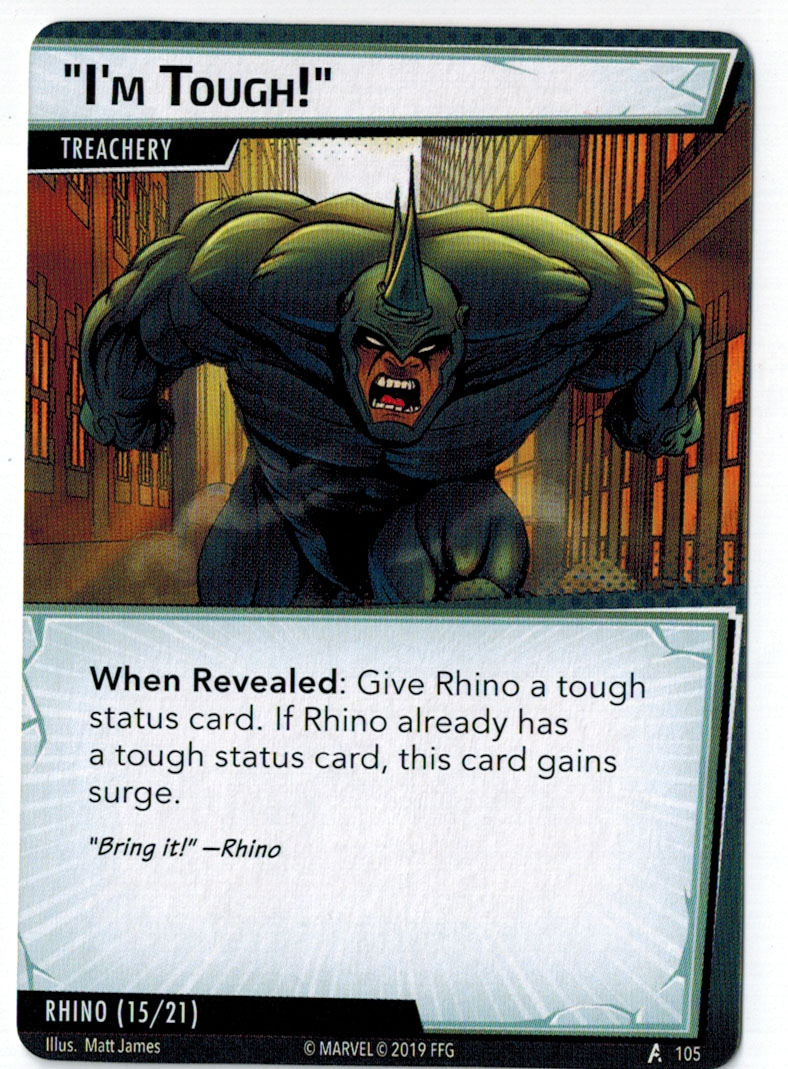 "I'm Tough!"
TREACHERY
When Revealed: Give Rhino a tough
status card. If Rhino already has
a tough status card, this card gains
surge.
"Bring it!" —Rhino
RHINO (15/21)
Illus. Matt James
© MARVEL © 2019 FFG
105